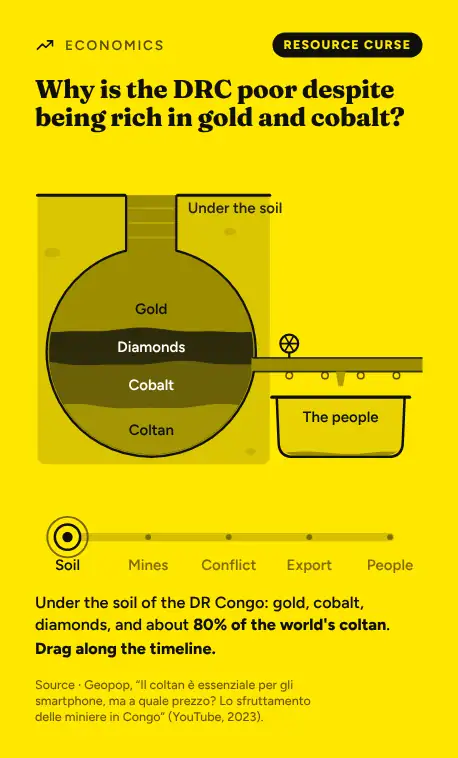 ECONOMICS
RESOURCE CURSE
Why is the DRC poor despite
being rich in gold and cobalt?
Under the soil
Gold
Diamonds
Cobalt
Coltan
The people
Soil Mines Conflict Export People
Under the soil of the DR Congo: gold, cobalt,
diamonds, and about 80% of the world's coltan.
Drag along the timeline.
Source · Geopop, “Il coltan è essenziale per gli
smartphone, ma a quale prezzo? Lo sfruttamento
delle miniere in Congo” (YouTube, 2023).